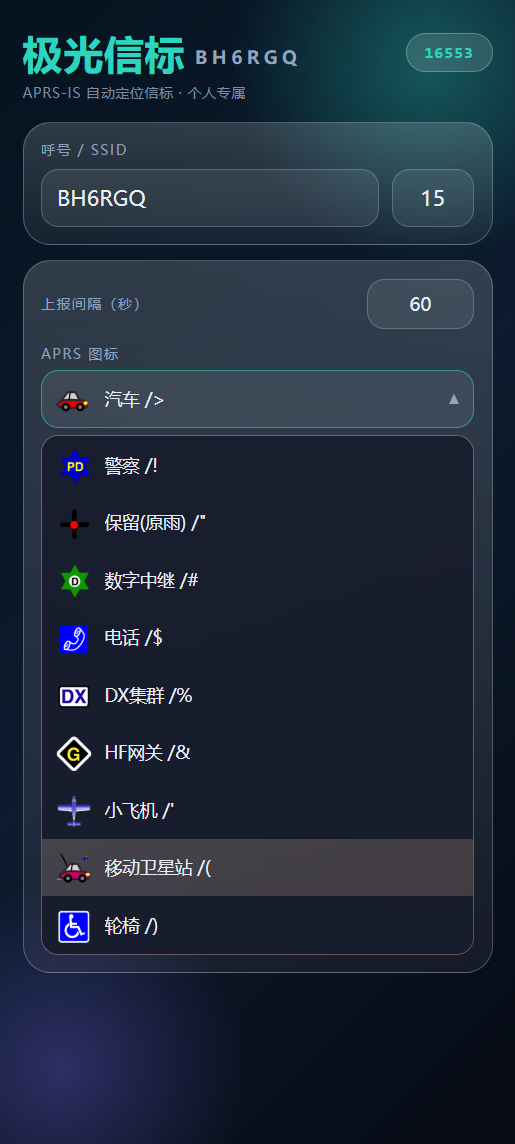 极光信标 BH6RGQ
16553
APRS-IS 自动定位信标 · 个人专属
呼号 / SSID
BH6RGQ
15
上报间隔（秒）
60
APRS 图标
汽车 />
▲
PD 警察 /!
保留(原雨) /"
D 数字中继 /#
电话 /$
DX DX集群 /%
G HF网关 /&
小飞机 /'
移动卫星站 /(
轮椅 /)